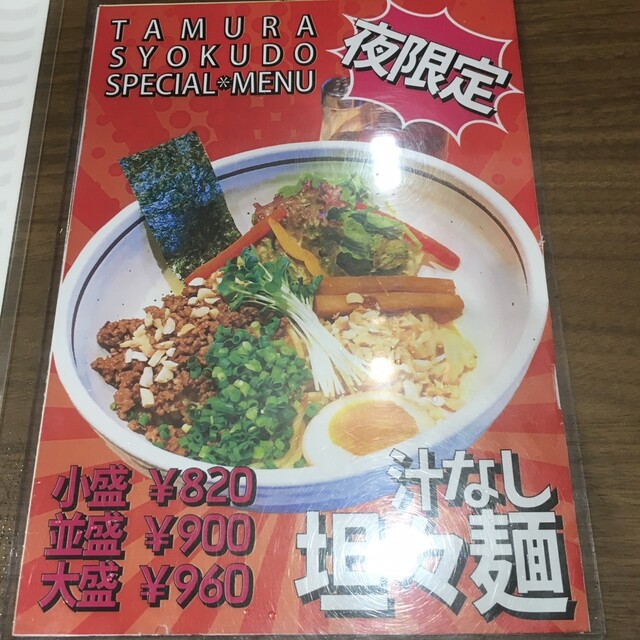 TAMURA
SYOKUDO
SPECIAL*MENU
夜限定
小盛 ¥820
並盛 ¥900
大盛 ¥960
汁なし
坦々麺